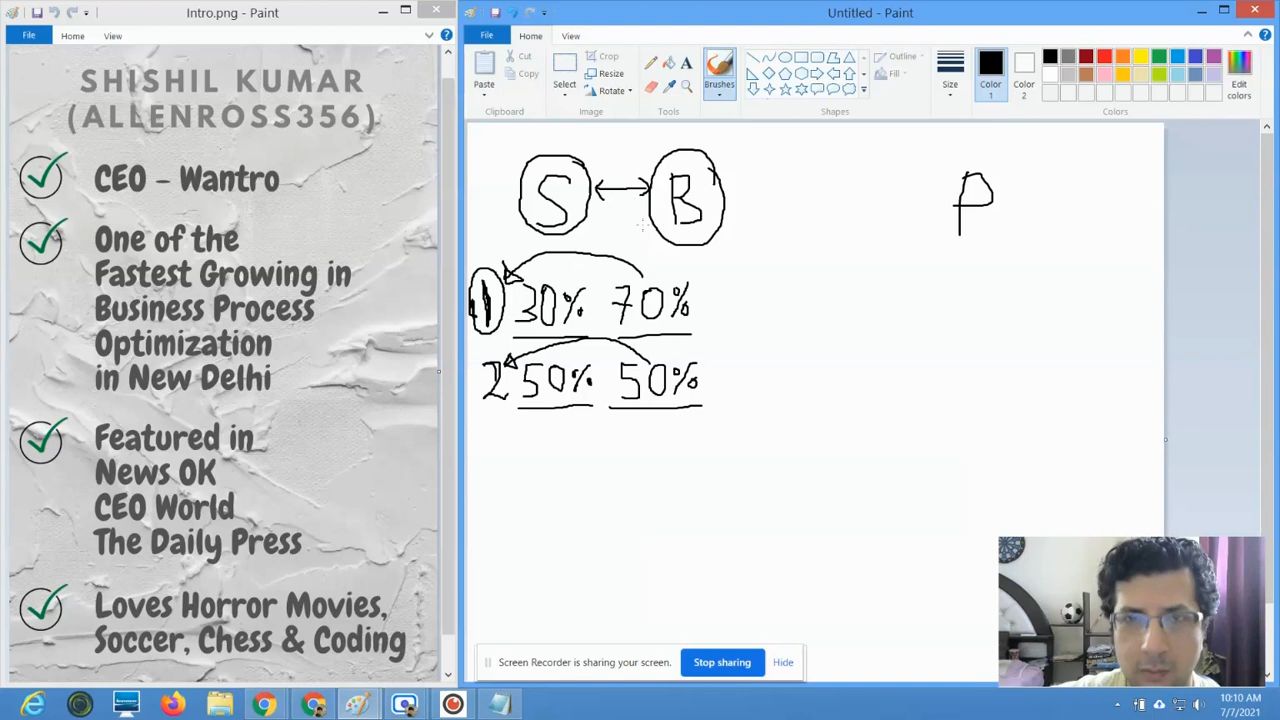 Intro.png - Paint
File
Home
View
SHISHIL KUMAR
(ALLENROSS356)
CEO - Wantro
One of the
Fastest Growing in
Business Process
Optimization
in New Delhi
Featured in
News OK
CEO World
The Daily Press
Loves Horror Movies,
Soccer, Chess & Coding
Untitled - Paint
File
Home
View
Paste
Cut
Copy
Clipboard
Select
Crop
Resize
Rotate
Image
A
Tools
Brushes
Shapes
Outline
Fill
Size
Color
1
Color
2
Edit
colors
Colors
S B P
1 30% 70%
2 50% 50%
Screen Recorder is sharing your screen.
Stop sharing
Hide
10:10 AM
7/7/2021